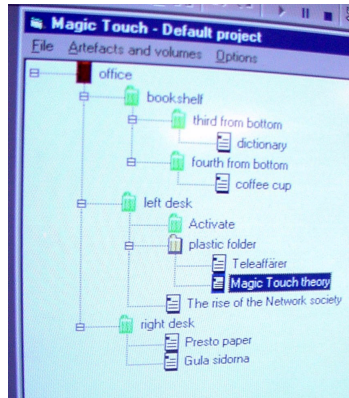 Magic Touch - Default project
File Artefacts and volumes Options
office
bookshelf
third from bottom
dictionary
fourth from bottom
coffee cup
left desk
Activate
plastic folder
Teleaffärer
Magic Touch theory
The rise of the Network society
right desk
Presto paper
Gula sidorna